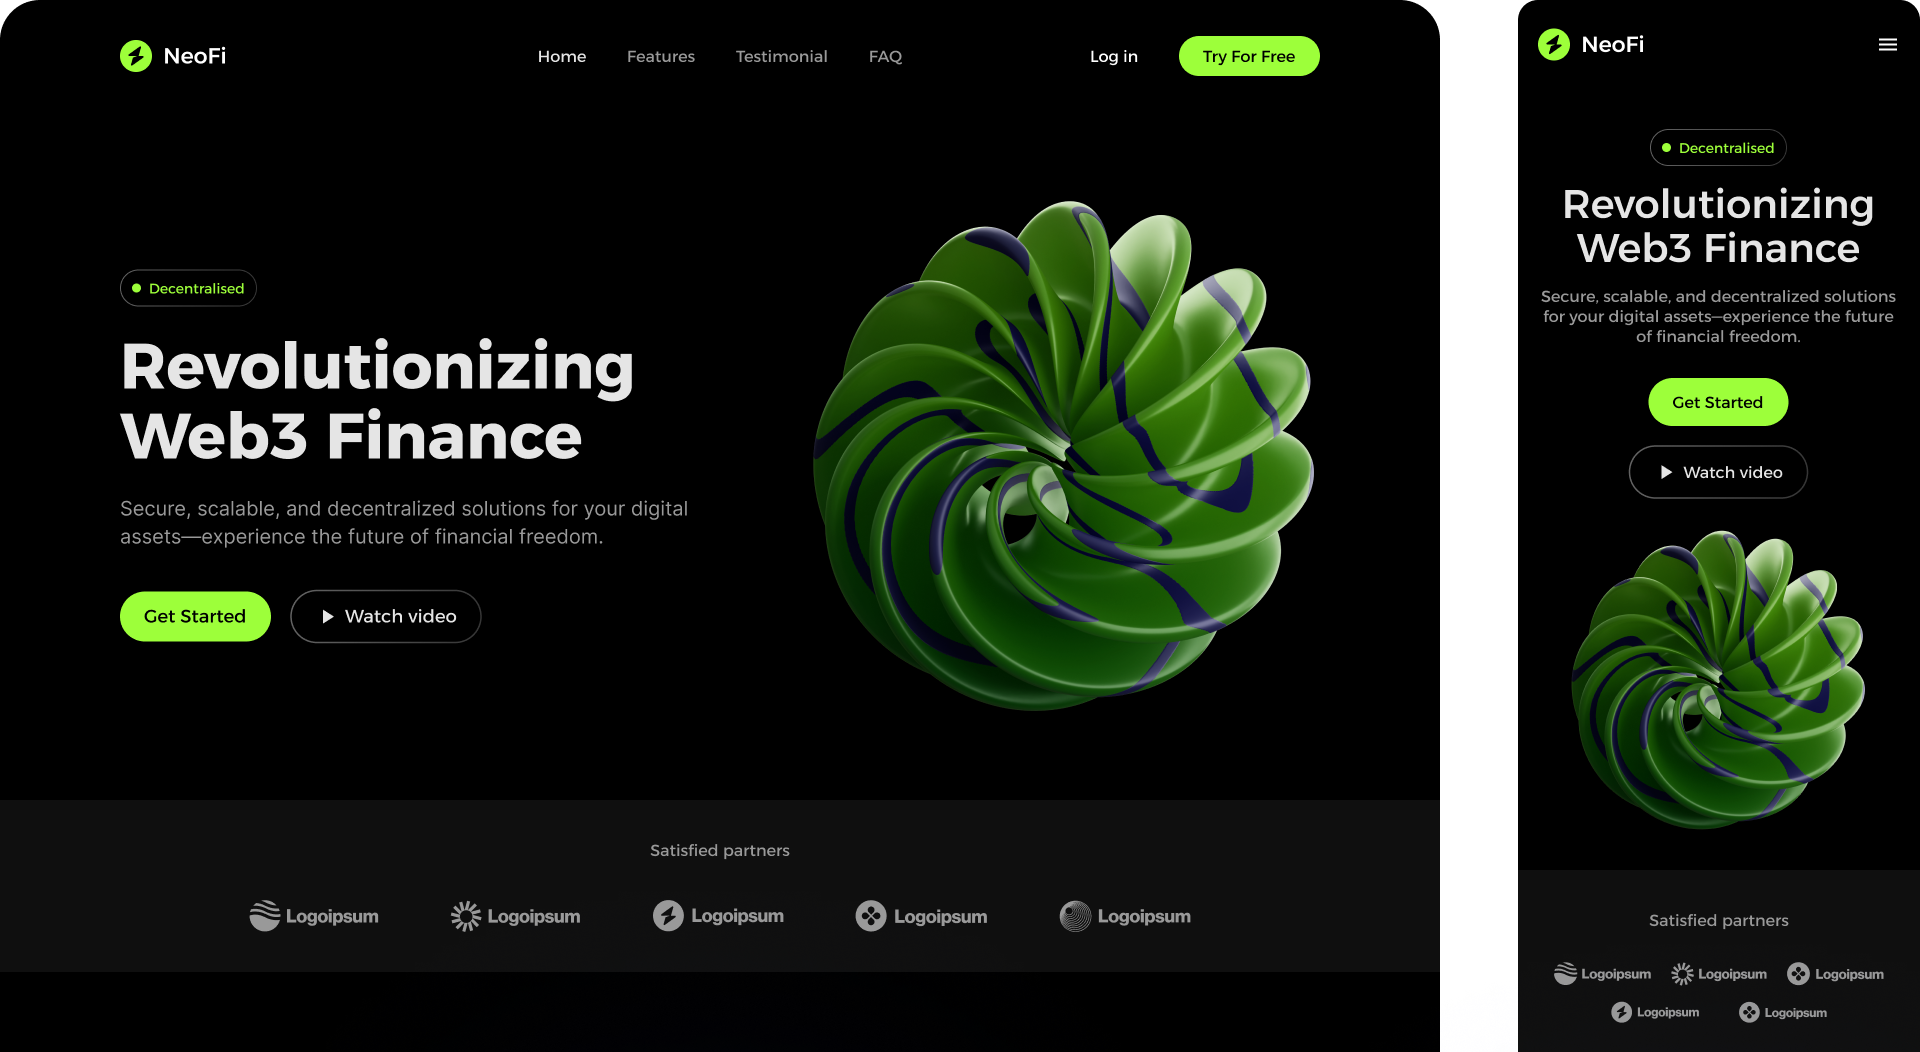 NeoFi
Home Features Testimonial FAQ
Log in
Try For Free
Decentralised
Revolutionizing
Web3 Finance
Secure, scalable, and decentralized solutions for your digital
assets—experience the future of financial freedom.
Get Started
Watch video
Satisfied partners
Logoipsum Logoipsum Logoipsum Logoipsum Logoipsum
NeoFi
Decentralised
Revolutionizing
Web3 Finance
Secure, scalable, and decentralized solutions
for your digital assets—experience the future
of financial freedom.
Get Started
Watch video
Satisfied partners
Logoipsum Logoipsum Logoipsum
Logoipsum Logoipsum